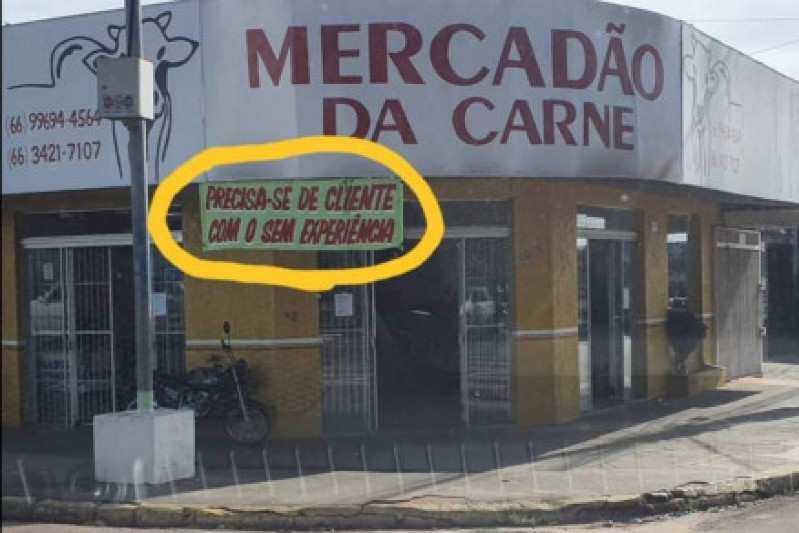 MERCADÃO
DA CARNE
(66) 99694-4564
(66) 3421-7107
PRECISA-SE DE CLIENTE
COM O SEM EXPERIÊNCIA